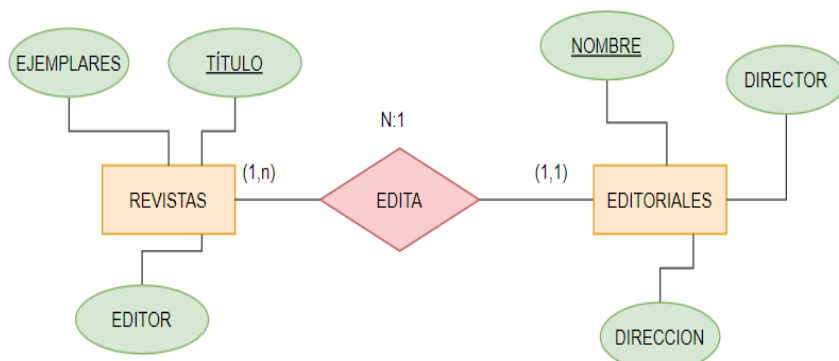 NOMBRE
EJEMPLARES
TÍTULO
DIRECTOR
N:1
(1,n)
(1,1)
REVISTAS
EDITA
EDITORIALES
EDITOR
DIRECCION